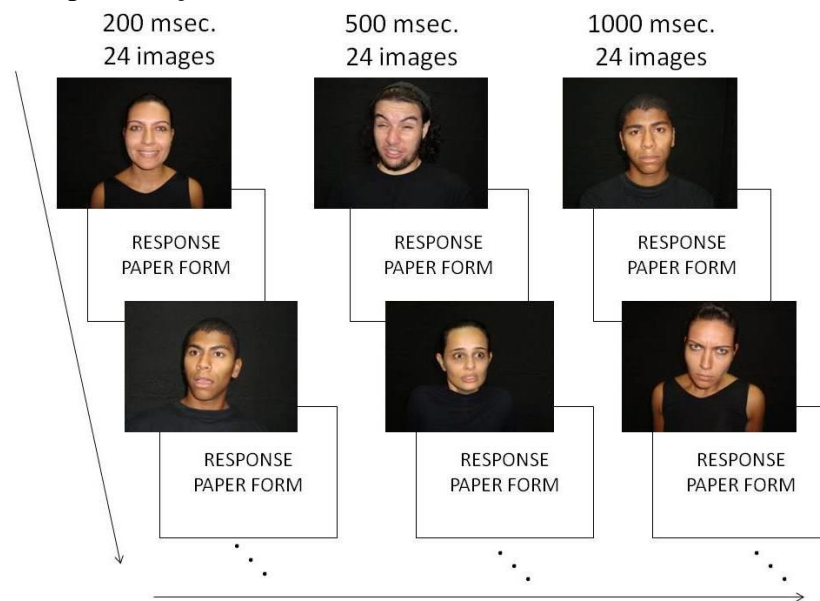 200 msec.
24 images
500 msec.
24 images
1000 msec.
24 images
RESPONSE
PAPER FORM
RESPONSE
PAPER FORM
RESPONSE
PAPER FORM
RESPONSE
PAPER FORM
RESPONSE
PAPER FORM
RESPONSE
PAPER FORM